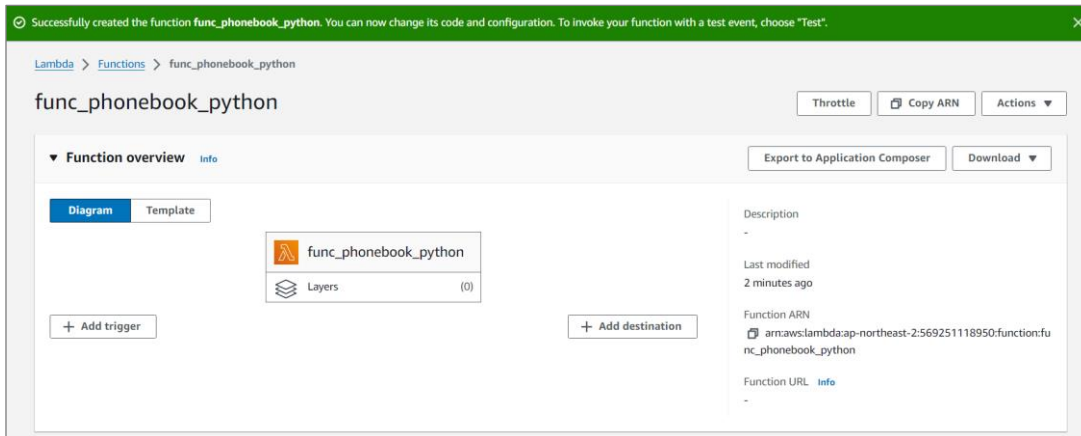 Successfully created the function func_phonebook_python. You can now change its code and configuration. To invoke your function with a test event, choose "Test".
Lambda > Functions > func_phonebook_python
func_phonebook_python
Throttle
Copy ARN
Actions
Function overview Info
Export to Application Composer
Download
Diagram
Template
func_phonebook_python
Layers (0)
+ Add trigger
+ Add destination
Description
-
Last modified
2 minutes ago
Function ARN
arn:aws:lambda:ap-northeast-2:569251118950:function:fu
nc_phonebook_python
Function URL Info
-